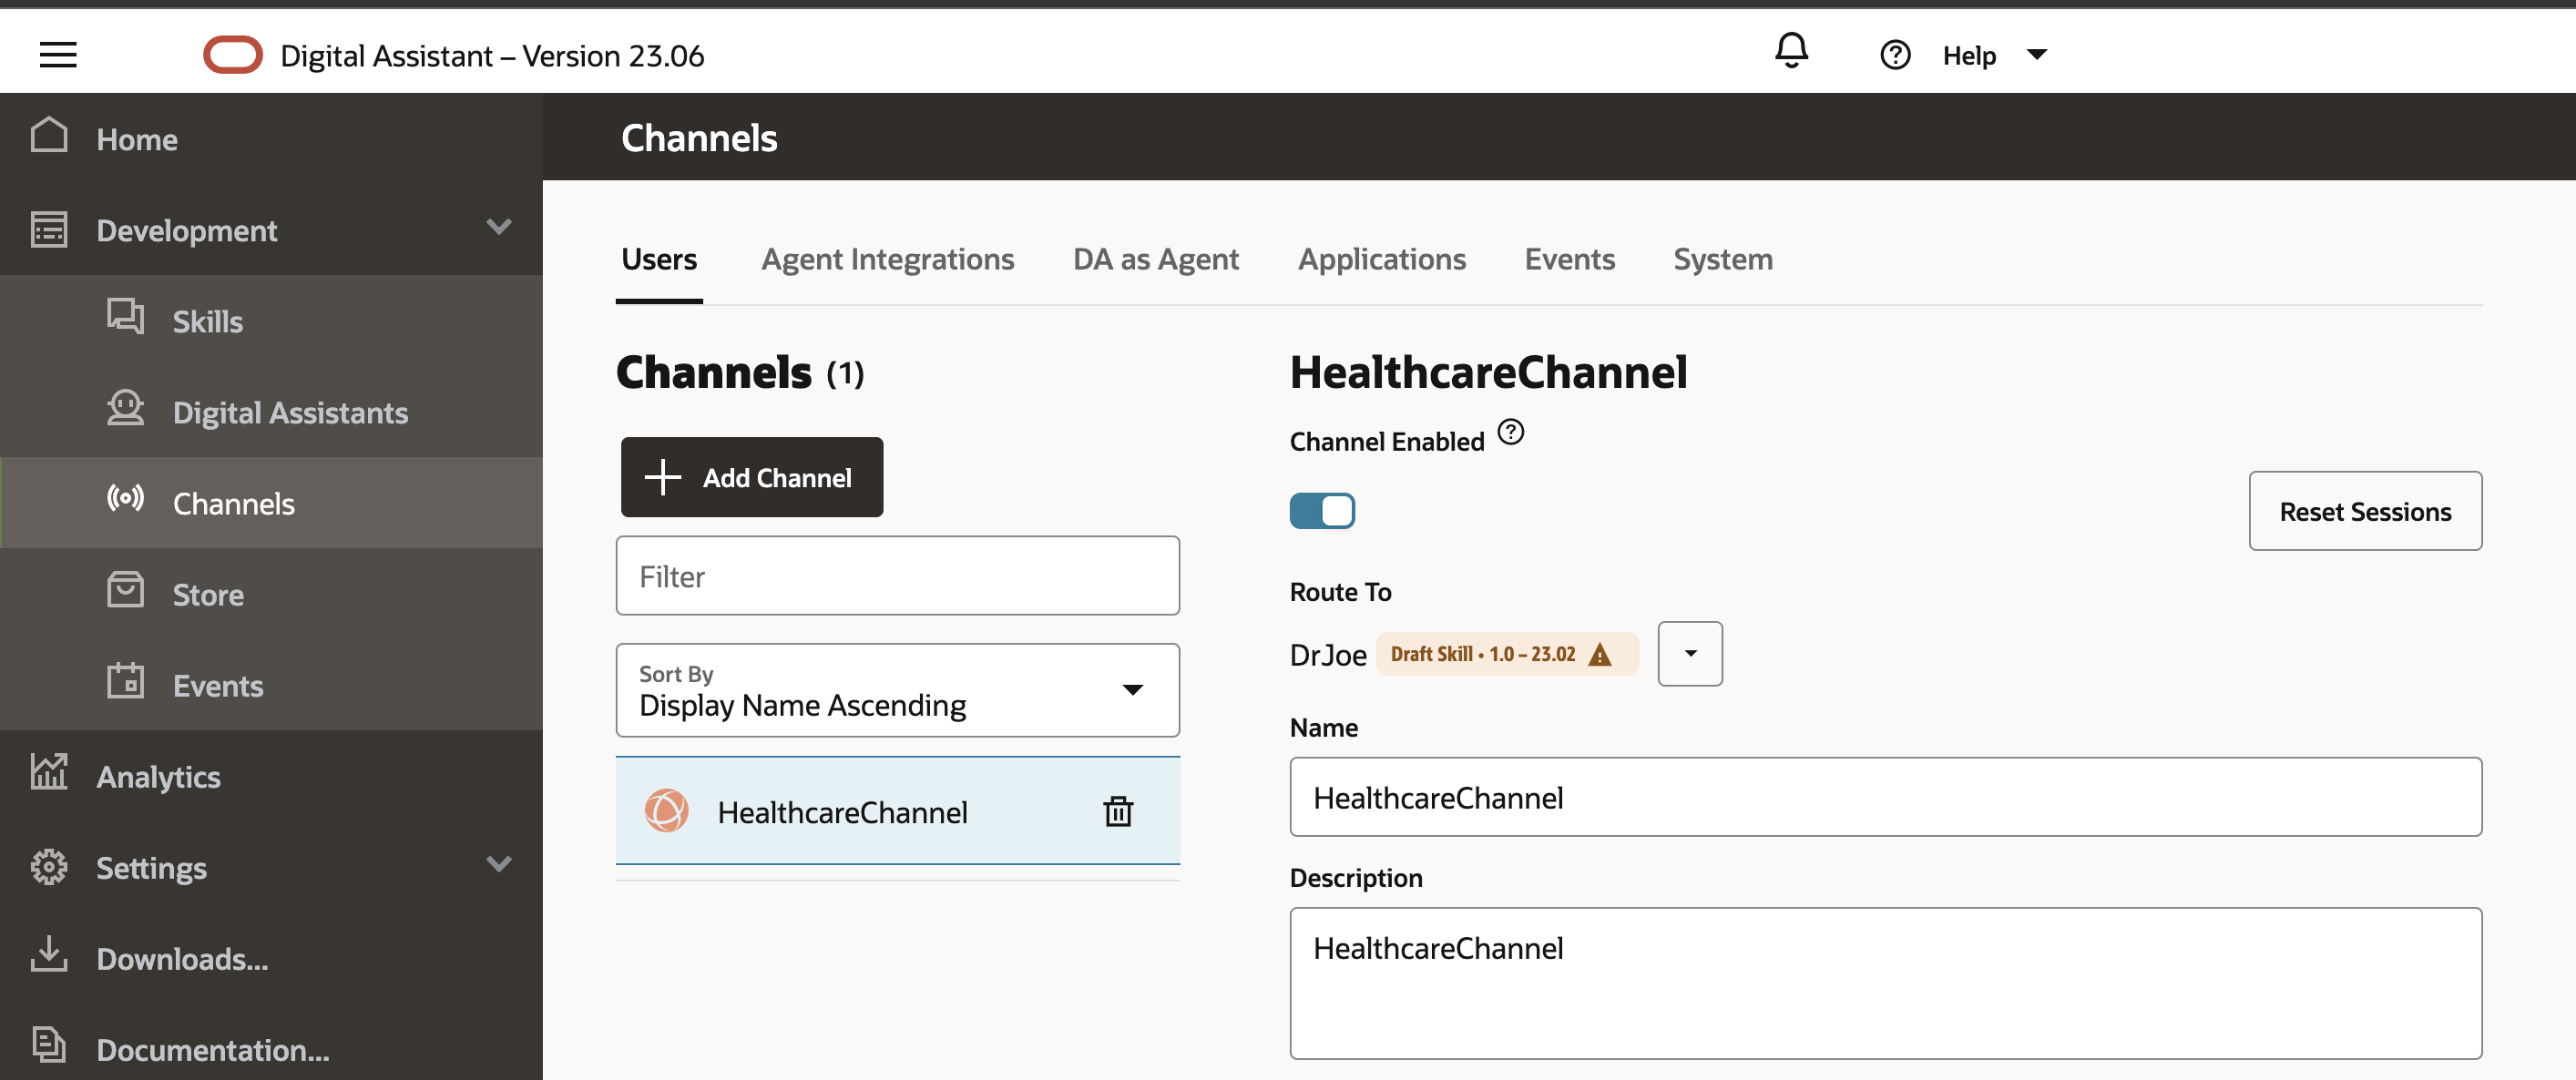 Digital Assistant – Version 23.06
Help
Home
Development
Skills
Digital Assistants
Channels
Store
Events
Analytics
Settings
Downloads...
Documentation...
Channels
Users Agent Integrations DA as Agent Applications Events System
Channels (1)
Add Channel
Filter
Sort By
Display Name Ascending
HealthcareChannel
HealthcareChannel
Channel Enabled
Reset Sessions
Route To
DrJoe Draft Skill • 1.0 – 23.02
Name
HealthcareChannel
Description
HealthcareChannel